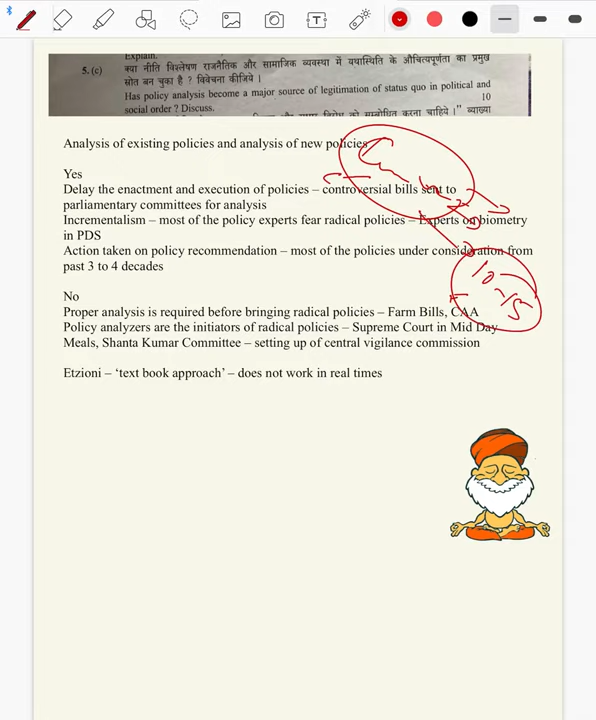 Explain.
5. (c) क्या नीति विश्लेषण राजनैतिक और सामाजिक व्यवस्था में यथास्थिति के औचित्यपूर्णता का प्रमुख
स्रोत बन चुका है ? विवेचना कीजिये ।
Has policy analysis become a major source of legitimation of status quo in political and
social order ? Discuss. 10
को सम्बोधित करना चाहिये ।” व्याख्या
Analysis of existing policies and analysis of new policies
Yes
Delay the enactment and execution of policies – controversial bills sent to
parliamentary committees for analysis
Incrementalism – most of the policy experts fear radical policies – Experts on biometry
in PDS
Action taken on policy recommendation – most of the policies under consideration from
past 3 to 4 decades
No
Proper analysis is required before bringing radical policies – Farm Bills, CAA
Policy analyzers are the initiators of radical policies – Supreme Court in Mid Day
Meals, Shanta Kumar Committee – setting up of central vigilance commission
Etzioni – ‘text book approach’ – does not work in real times